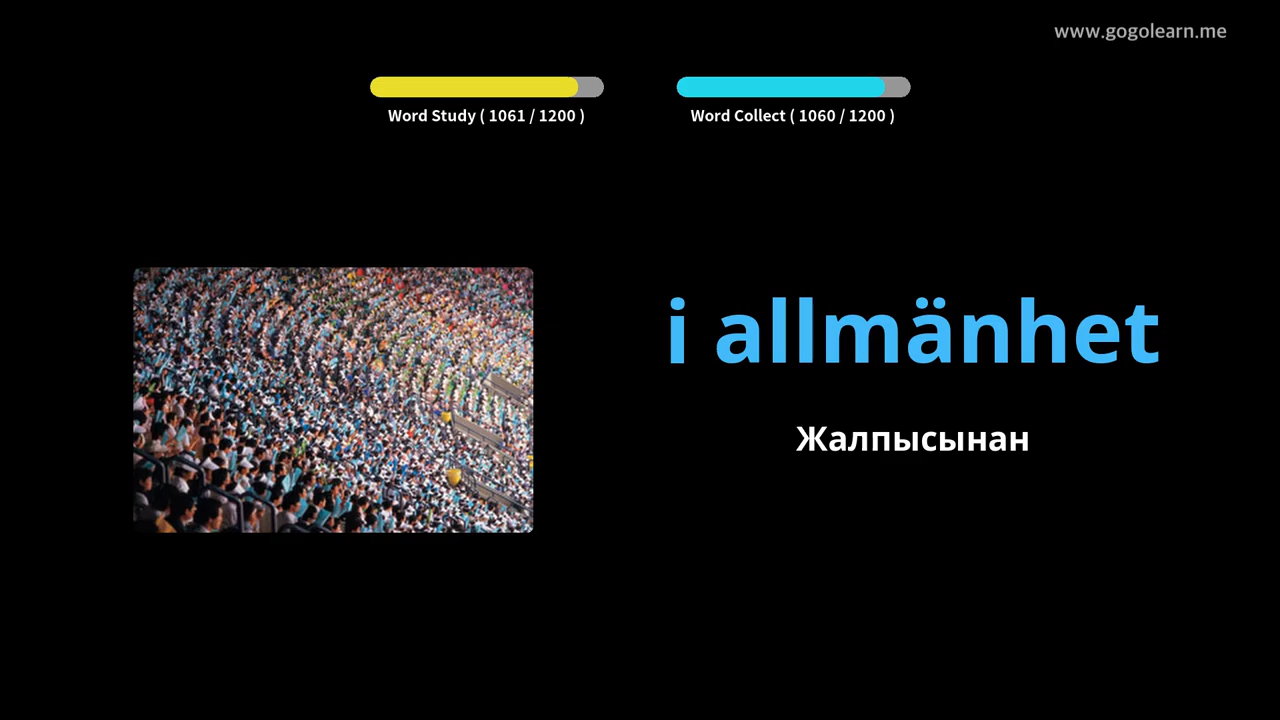 www.gogolearn.me
Word Study ( 1061 / 1200 )
Word Collect ( 1060 / 1200 )
i allmänhet
Жалпысынан